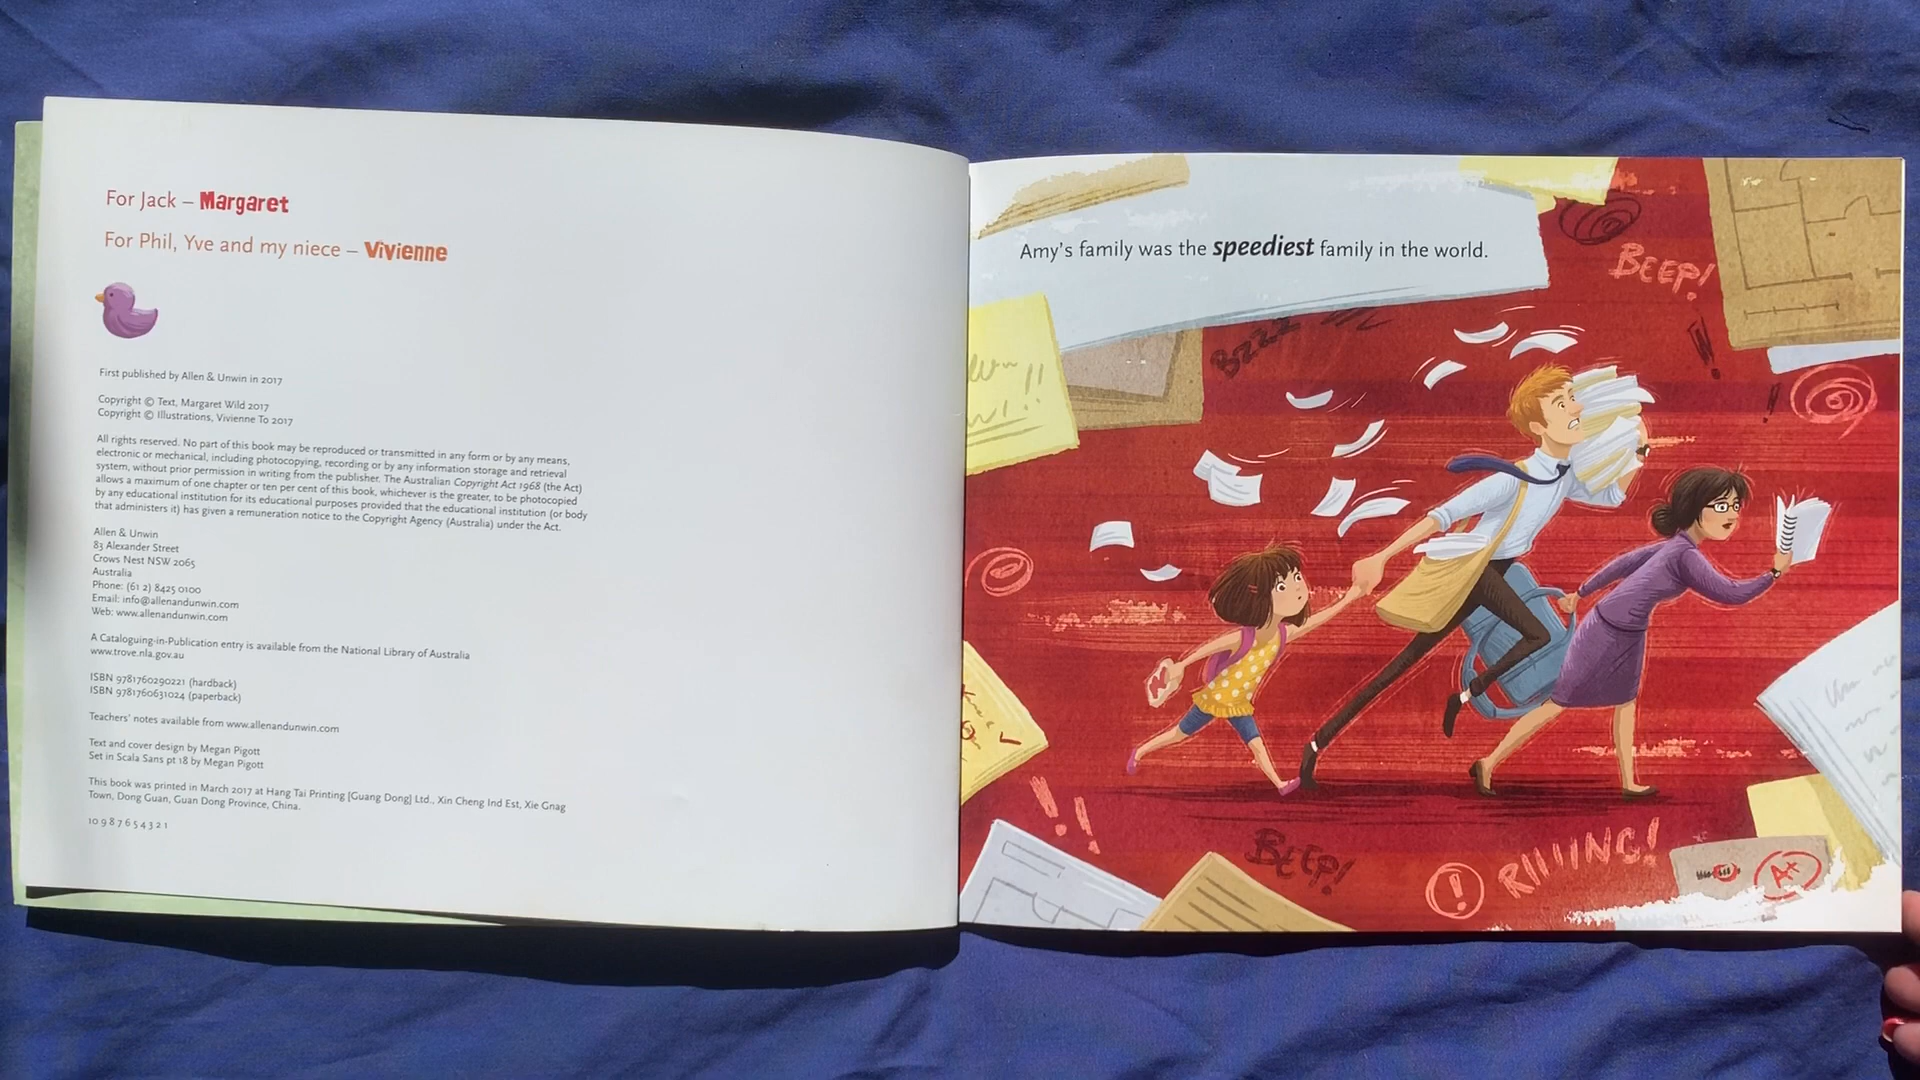 For Jack – Margaret
For Phil, Yve and my niece – Vivienne
First published by Allen & Unwin in 2017
Copyright © Text, Margaret Wild 2017
Copyright © Illustrations, Vivienne To 2017
All rights reserved. No part of this book may be reproduced or transmitted in any form or by any means,
electronic or mechanical, including photocopying, recording or by any information storage and retrieval
system, without prior permission in writing from the publisher. The Australian Copyright Act 1968 (the Act)
allows a maximum of one chapter or ten per cent of this book, whichever is the greater, to be photocopied
by any educational institution for its educational purposes provided that the educational institution (or body
that administers it) has given a remuneration notice to the Copyright Agency (Australia) under the Act.
Allen & Unwin
83 Alexander Street
Crows Nest NSW 2065
Australia
Phone: (61 2) 8425 0100
Email: info@allenandunwin.com
Web: www.allenandunwin.com
A Cataloguing-in-Publication entry is available from the National Library of Australia
www.trove.nla.gov.au
ISBN 9781760290221 (hardback)
ISBN 9781760631024 (paperback)
Teachers' notes available from www.allenandunwin.com
Text and cover design by Megan Pigott
Set in Scala Sans pt 18 by Megan Pigott
This book was printed in March 2017 at Hang Tai Printing [Guang Dong] Ltd., Xin Cheng Ind Est, Xie Gnag
Town, Dong Guan, Guan Dong Province, China.
10 9 8 7 6 5 4 3 2 1
Amy's family was the speediest family in the world.
BEEP!
BZZZ
!!
!!
BEEP!
! RIIIING!
A+